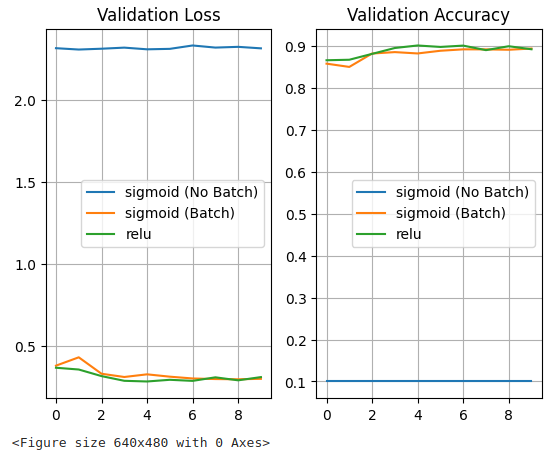 Validation Loss
Validation Accuracy
2.0
1.5
1.0
0.5
sigmoid (No Batch)
sigmoid (Batch)
relu
0 2 4 6 8
0.9
0.8
0.7
0.6
0.5
0.4
0.3
0.2
0.1
sigmoid (No Batch)
sigmoid (Batch)
relu
0 2 4 6 8
<Figure size 640x480 with 0 Axes>